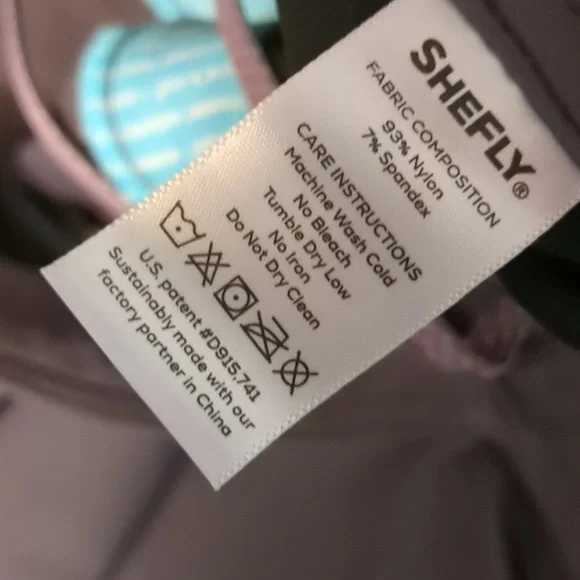 SHEFLY®
FABRIC COMPOSITION
93% Nylon
7% Spandex
CARE INSTRUCTIONS
Machine Wash Cold
No Bleach
Tumble Dry Low
No Iron
Do Not Dry Clean
U.S. patent #D915,741
Sustainably made with our
factory partner in China